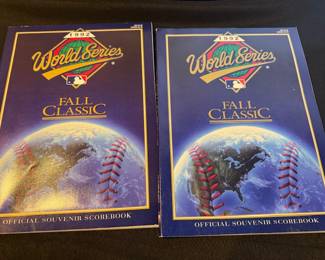 1992
World Series
FALL
CLASSIC
OFFICIAL SOUVENIR SCOREBOOK
1992
World Series
FALL
CLASSIC
OFFICIAL SOUVENIR SCOREBOOK